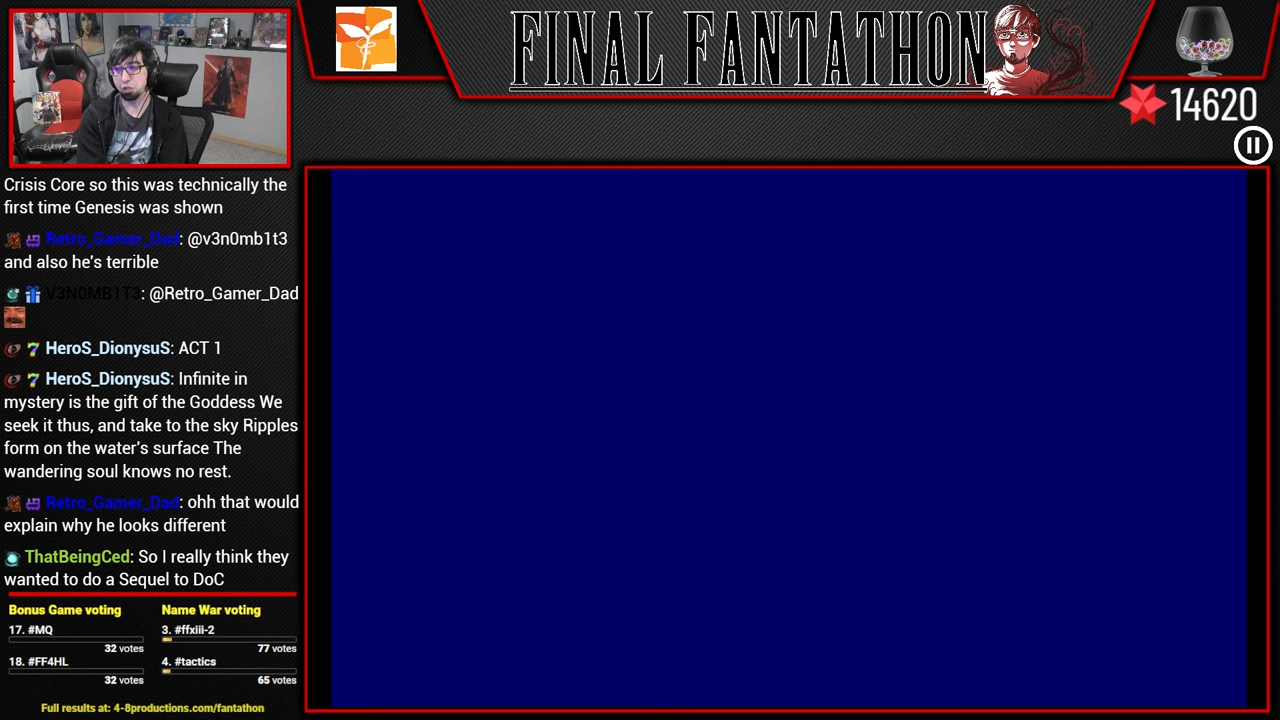 FINAL FANTATHON
14620
Crisis Core so this was technically the
first time Genesis was shown
Retro_Gamer_Dad: @v3n0mb1t3
and also he's terrible
V3N0MB1T3: @Retro_Gamer_Dad
HeroS_DionysuS: ACT 1
HeroS_DionysuS: Infinite in
mystery is the gift of the Goddess We
seek it thus, and take to the sky Ripples
form on the water's surface The
wandering soul knows no rest.
Retro_Gamer_Dad: ohh that would
explain why he looks different
ThatBeingCed: So I really think they
wanted to do a Sequel to DoC
Bonus Game voting
17. #MQ
32 votes
18. #FF4HL
32 votes
Name War voting
3. #ffxiii-2
77 votes
4. #tactics
65 votes
Full results at: 4-8productions.com/fantathon